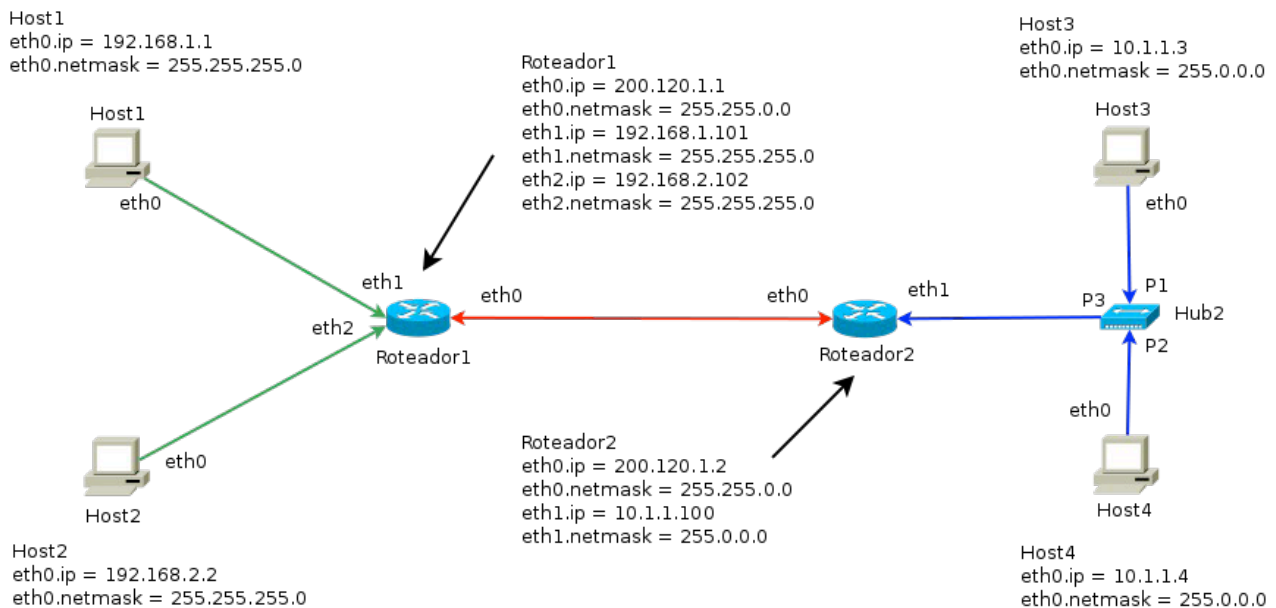 Host1
eth0.ip = 192.168.1.1
eth0.netmask = 255.255.255.0
Host1
eth0
Roteador1
eth0.ip = 200.120.1.1
eth0.netmask = 255.255.0.0
eth1.ip = 192.168.1.101
eth1.netmask = 255.255.255.0
eth2.ip = 192.168.2.102
eth2.netmask = 255.255.255.0
Host3
eth0.ip = 10.1.1.3
eth0.netmask = 255.0.0.0
Host3
eth0
eth1
eth2
eth0
Roteador1
eth0
eth1
Roteador2
P1
P3
Hub2
P2
eth0
Host4
eth0
Host2
Host2
eth0.ip = 192.168.2.2
eth0.netmask = 255.255.255.0
Roteador2
eth0.ip = 200.120.1.2
eth0.netmask = 255.255.0.0
eth1.ip = 10.1.1.100
eth1.netmask = 255.0.0.0
Host4
eth0.ip = 10.1.1.4
eth0.netmask = 255.0.0.0